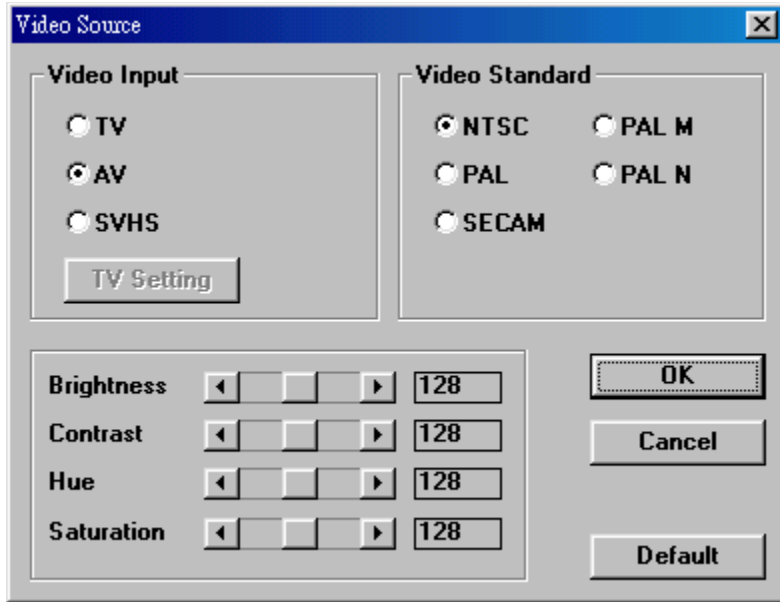 Video Source
Video Input
TV
AV
SVHS
TV Setting
Video Standard
NTSC
PAL M
PAL
PAL N
SECAM
Brightness 128
Contrast 128
Hue 128
Saturation 128
OK
Cancel
Default